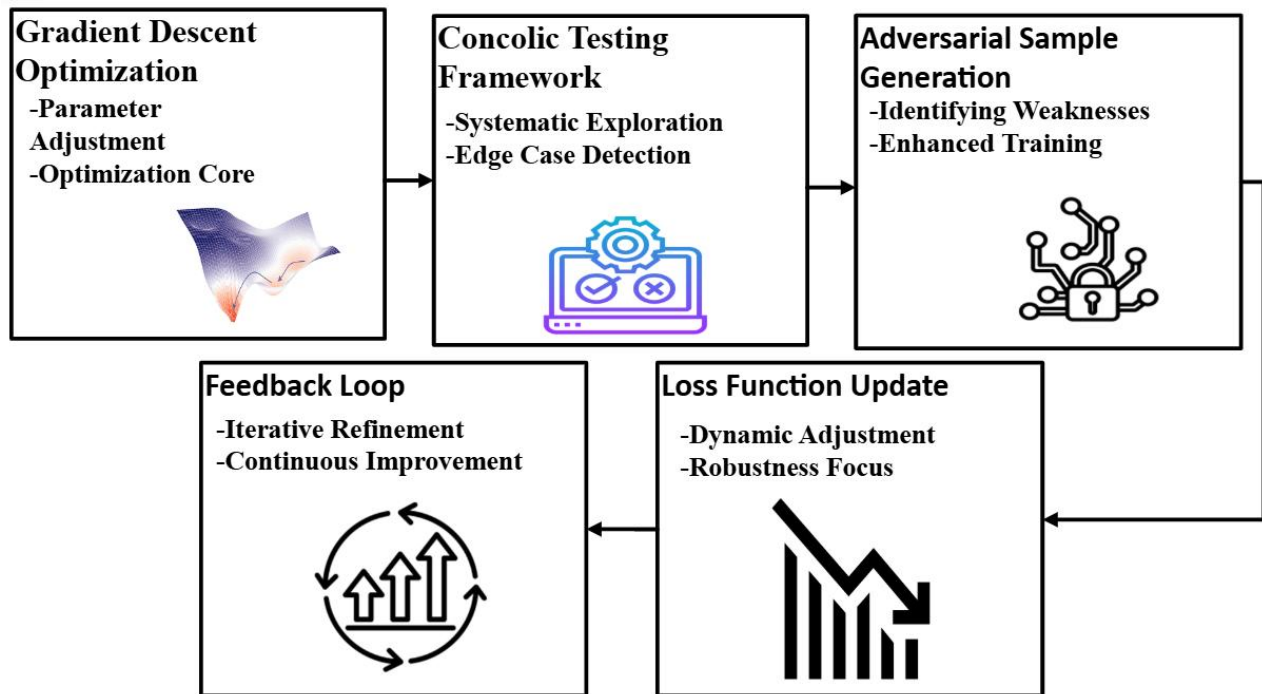 Gradient Descent
Optimization
-Parameter
Adjustment
-Optimization Core
Concolic Testing
Framework
-Systematic Exploration
-Edge Case Detection
Adversarial Sample
Generation
-Identifying Weaknesses
-Enhanced Training
Feedback Loop
-Iterative Refinement
-Continuous Improvement
Loss Function Update
-Dynamic Adjustment
-Robustness Focus